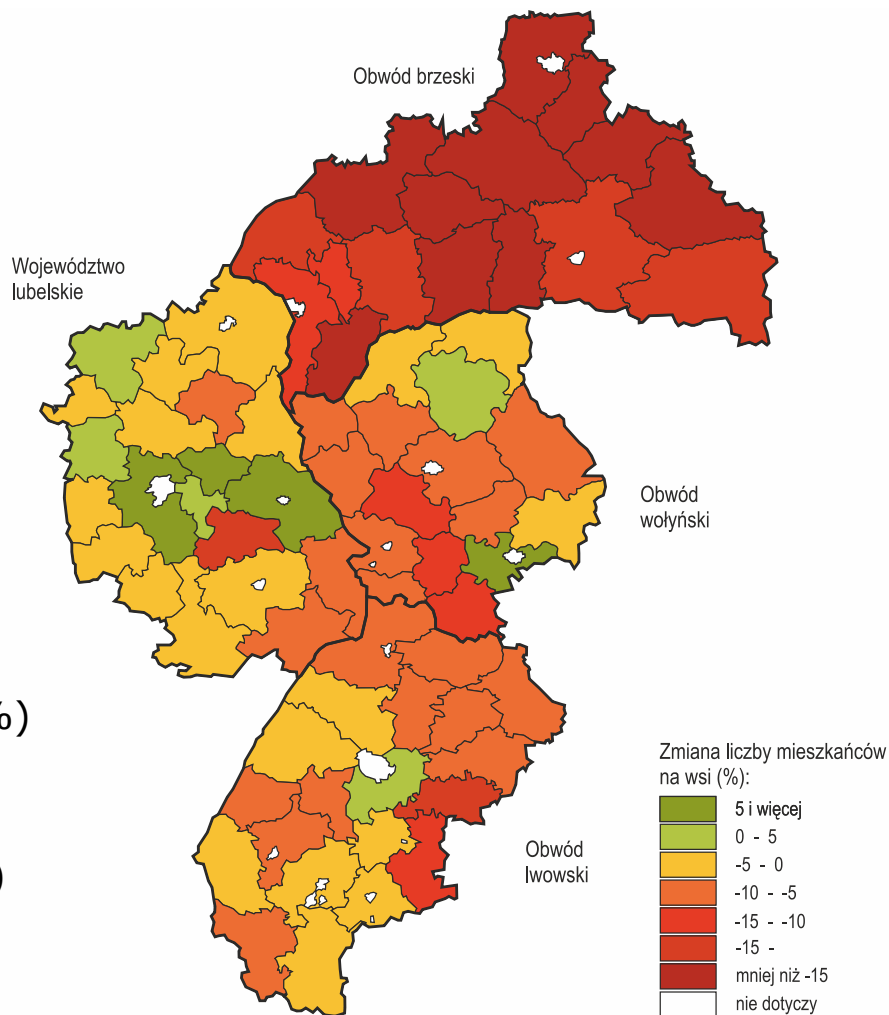 Obwód brzeski
Województwo
lubelskie
Obwód
wołyński
%)
)
Obwód
lwowski
Zmiana liczby mieszkańców
na wsi (%):
5 i więcej
0 - 5
-5 - 0
-10 - -5
-15 - -10
-15 -
mniej niż -15
nie dotyczy